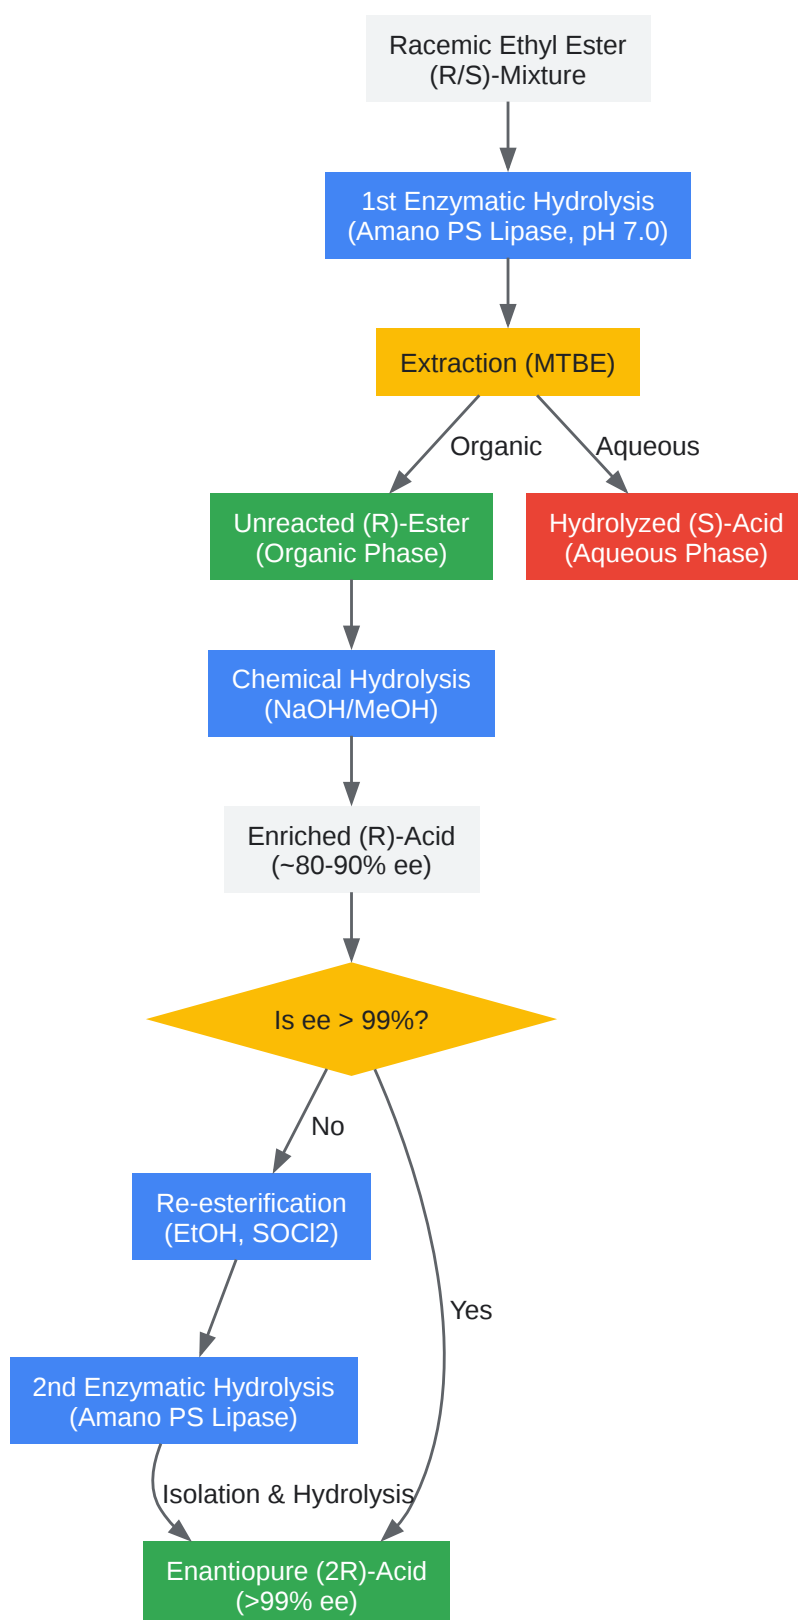 Racemic Ethyl Ester
(R/S)-Mixture
1st Enzymatic Hydrolysis
(Amano PS Lipase, pH 7.0)
Extraction (MTBE)
Organic
Aqueous
Unreacted (R)-Ester
(Organic Phase)
Hydrolyzed (S)-Acid
(Aqueous Phase)
Chemical Hydrolysis
(NaOH/MeOH)
Enriched (R)-Acid
(~80-90% ee)
Is ee > 99%?
No
Re-esterification
(EtOH, SOCl2)
Yes
2nd Enzymatic Hydrolysis
(Amano PS Lipase)
Isolation & Hydrolysis
Enantiopure (2R)-Acid
(>99% ee)